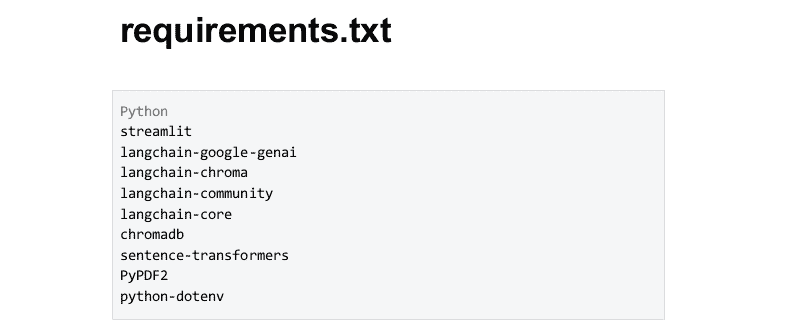 requirements.txt
Python
streamlit
langchain-google-genai
langchain-chroma
langchain-community
langchain-core
chromadb
sentence-transformers
PyPDF2
python-dotenv